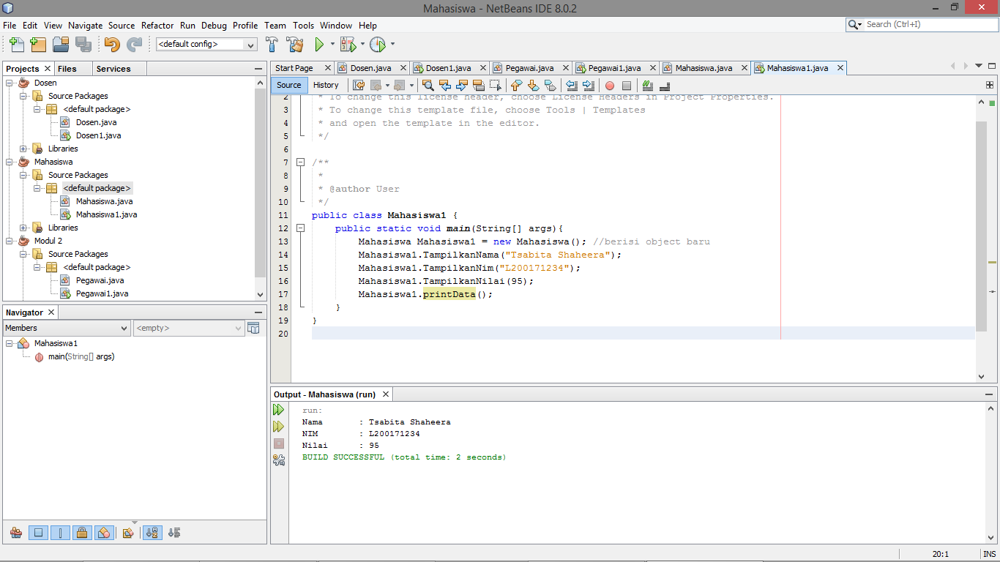 Mahasiswa - NetBeans IDE 8.0.2
File Edit View Navigate Source Refactor Run Debug Profile Team Tools Window Help
Search (Ctrl+I)
<default config>
Projects Files Services
Dosen
Source Packages
<default package>
Dosen.java
Dosen1.java
Libraries
Mahasiswa
Source Packages
<default package>
Mahasiswa.java
Mahasiswa1.java
Libraries
Modul 2
Source Packages
<default package>
Pegawai.java
Pegawai1.java
Navigator
Members <empty>
Mahasiswa1
main(String[] args)
Start Page Dosen.java Dosen1.java Pegawai.java Pegawai1.java Mahasiswa.java Mahasiswa1.java
Source History
2 * To change this license header, choose License Headers in Project Properties.
3 * To change this template file, choose Tools | Templates
4 * and open the template in the editor.
5 */
6
7 /**
8 *
9 * @author User
10 */
11 public class Mahasiswa1 {
12 public static void main(String[] args){
13 Mahasiswa Mahasiswa1 = new Mahasiswa(); //berisi object baru
14 Mahasiswa1.TampilkanNama("Tsabita Shaheera");
15 Mahasiswa1.TampilkanNim("L200171234");
16 Mahasiswa1.TampilkanNilai(95);
17 Mahasiswa1.printData();
18 }
19 }
20
Output - Mahasiswa (run)
run:
Nama : Tsabita Shaheera
NIM : L200171234
Nilai : 95
BUILD SUCCESSFUL (total time: 2 seconds)
20:1 INS